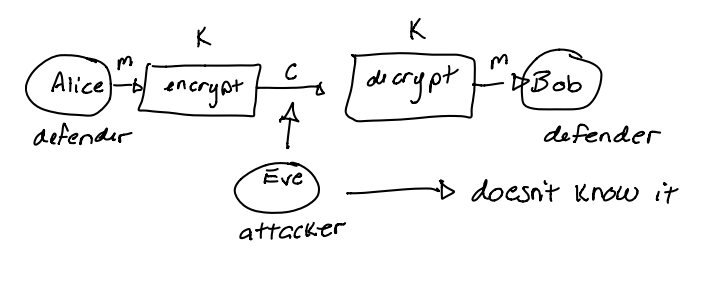 K
K
m
C
m
Alice
encrypt
decrypt
Bob
defender
defender
Eve
doesn't know it
attacker